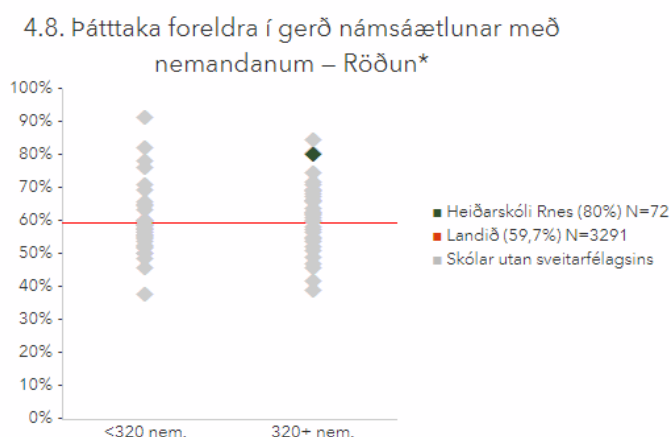 4.8. Þátttaka foreldra í gerð námsáætlunar með
nemandanum – Röðun*
100%
90%
80%
70%
60%
50%
40%
30%
20%
10%
0%
<320 nem.
320+ nem.
Heiðarskóli Rnes (80%) N=72
Landið (59,7%) N=3291
Skólar utan sveitarfélagsins